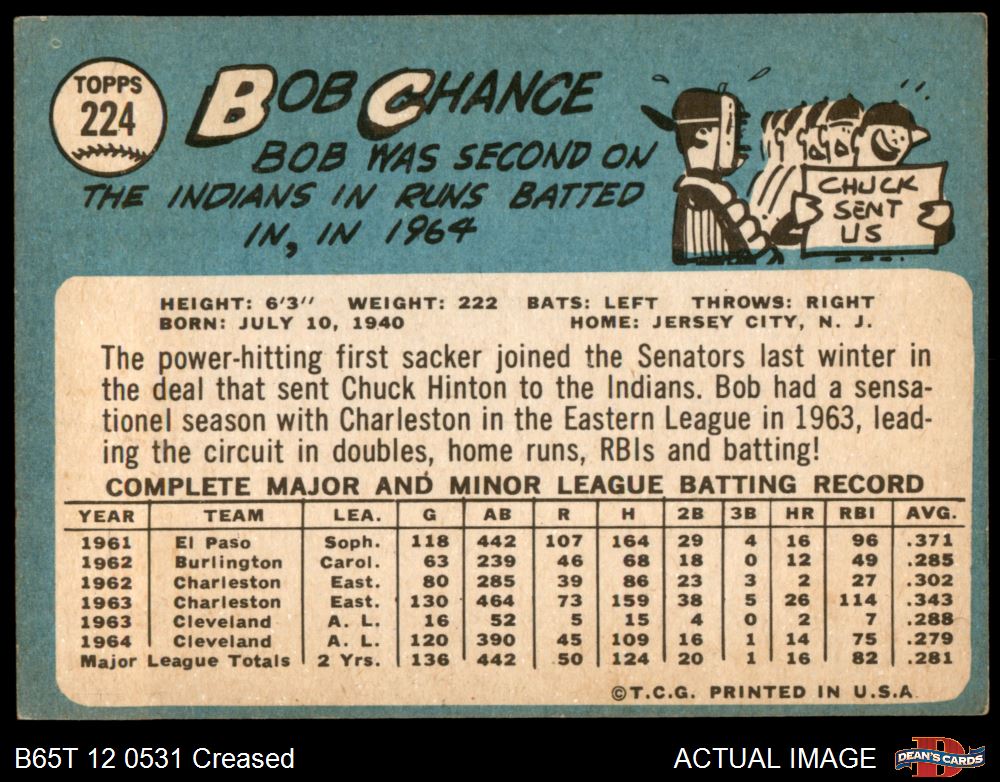 TOPPS
224
BOB CHANCE
BOB WAS SECOND ON
THE INDIANS IN RUNS BATTED
IN, IN 1964
CHUCK
SENT
US
HEIGHT: 6'3" WEIGHT: 222 BATS: LEFT THROWS: RIGHT
BORN: JULY 10, 1940 HOME: JERSEY CITY, N. J.
The power-hitting first sacker joined the Senators last winter in
the deal that sent Chuck Hinton to the Indians. Bob had a sensa-
tionel season with Charleston in the Eastern League in 1963, lead-
ing the circuit in doubles, home runs, RBIs and batting!
COMPLETE MAJOR AND MINOR LEAGUE BATTING RECORD
YEAR TEAM LEA. G AB R H 2B 3B HR RBI AVG.
1961 El Paso Soph. 118 442 107 164 29 4 16 96 .371
1962 Burlington Carol. 63 239 46 68 18 0 12 49 .285
1962 Charleston East. 80 285 39 86 23 3 2 27 .302
1963 Charleston East. 130 464 73 159 38 5 26 114 .343
1963 Cleveland A. L. 16 52 5 15 4 0 2 7 .288
1964 Cleveland A. L. 120 390 45 109 16 1 14 75 .279
Major League Totals 2 Yrs. 136 442 50 124 20 1 16 82 .281
©T.C.G. PRINTED IN U.S.A.
B65T 12 0531 Creased
ACTUAL IMAGE
D
DEAN'S CARDS